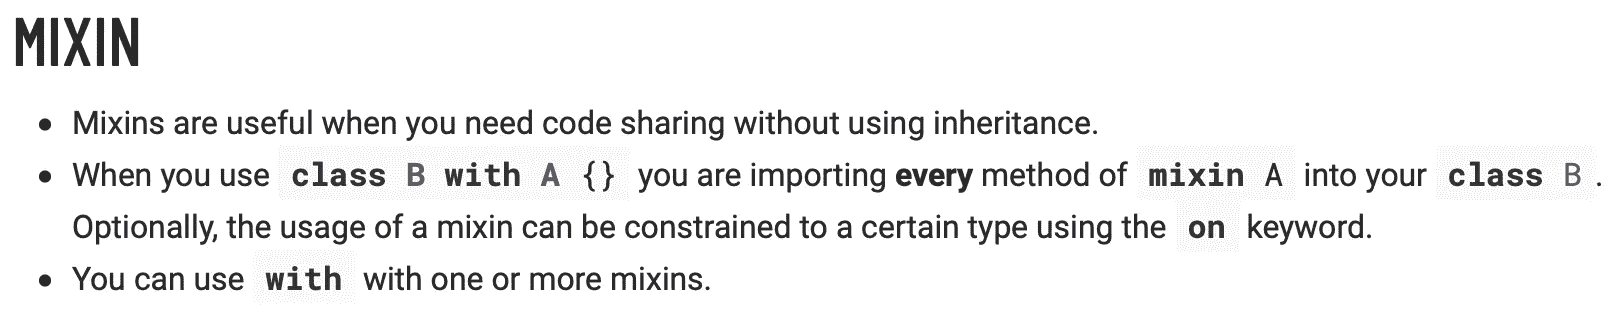 MIXIN
• Mixins are useful when you need code sharing without using inheritance.
• When you use class B with A {} you are importing every method of mixin A into your class B.
Optionally, the usage of a mixin can be constrained to a certain type using the on keyword.
• You can use with with one or more mixins.